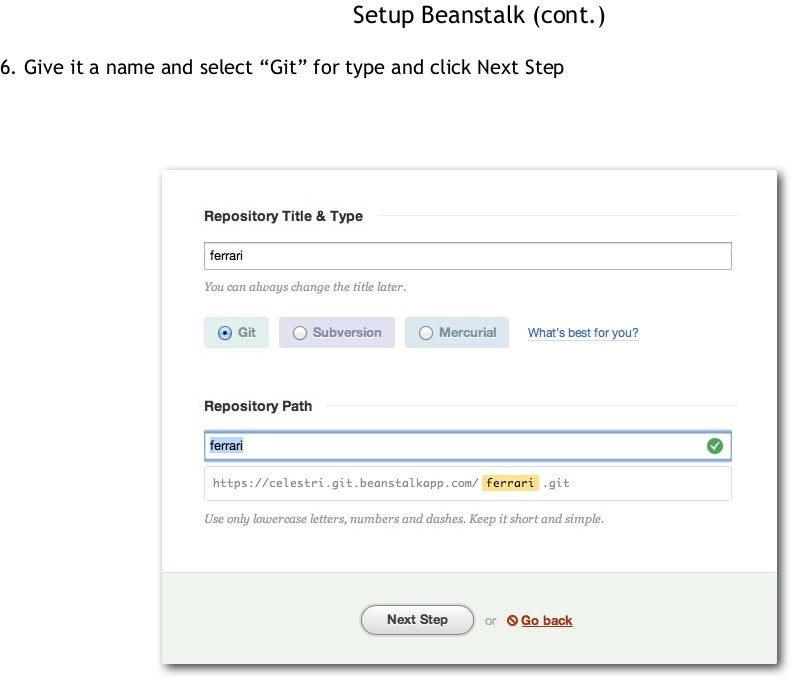 Setup Beanstalk (cont.)
6. Give it a name and select “Git” for type and click Next Step
Repository Title & Type
ferrari
You can always change the title later.
Git Subversion Mercurial What's best for you?
Repository Path
ferrari
https://celestri.git.beanstalkapp.com/ ferrari .git
Use only lowercase letters, numbers and dashes. Keep it short and simple.
Next Step or Go back